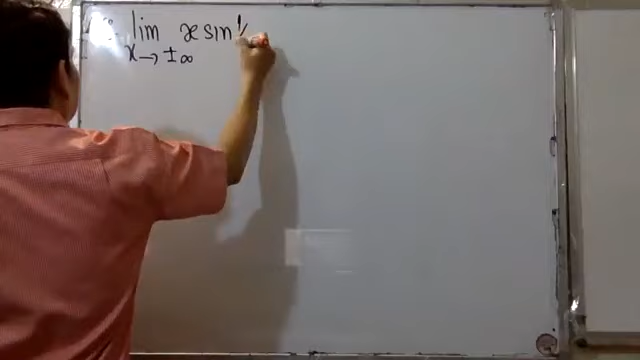 lim x sin 1/
x → ±∞